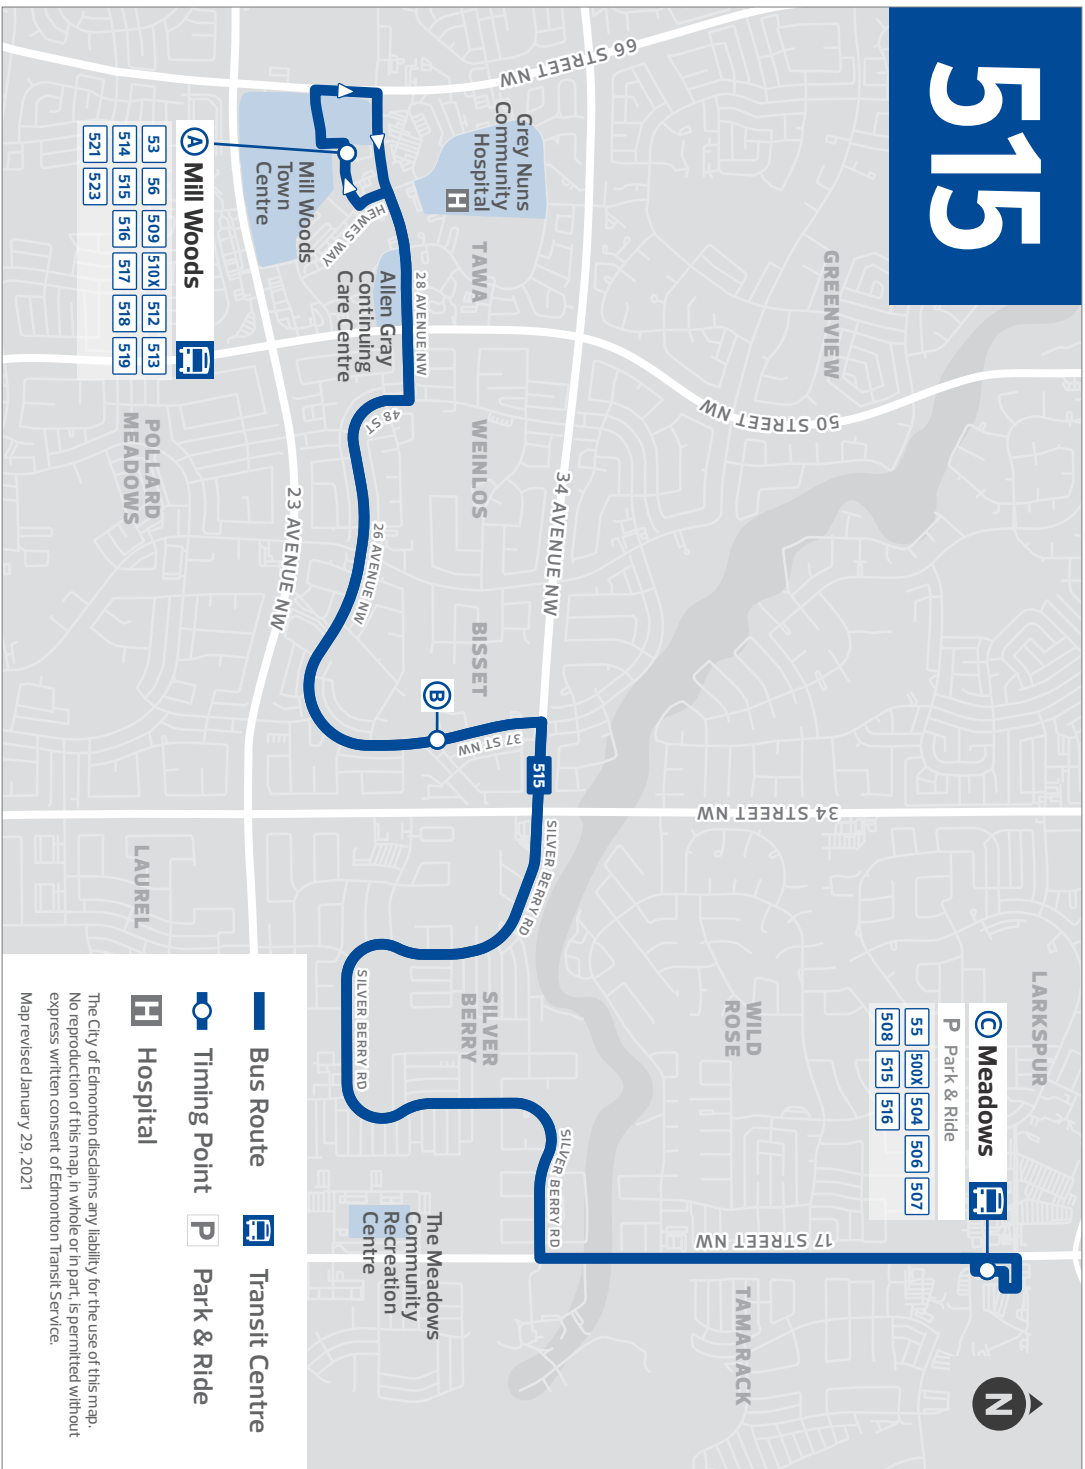 515
66 STREET NW
Grey Nuns
Community
Hospital
H
GREENVIEW
TAWA
Mill Woods
Town
Centre
HEWES WAY
28 AVENUE NW
Allen Gray
Continuing
Care Centre
A Mill Woods
53 56 509 510X 512 513
514 515 516 517 518 519
521 523
50 STREET NW
48 ST
WEINLOS
34 AVENUE NW
POLLARD
MEADOWS
23 AVENUE NW
26 AVENUE NW
BISSET
B
37 ST NW
515
34 STREET NW
SILVER BERRY RD
LAUREL
SILVER BERRY RD
SILVER
BERRY
WILD
ROSE
LARKSPUR
C Meadows
P Park & Ride
55 500X 504 506 507
508 515 516
SILVER BERRY RD
17 STREET NW
The Meadows
Community
Recreation
Centre
TAMARACK
N
Bus Route
Transit Centre
Timing Point
P Park & Ride
H Hospital
The City of Edmonton disclaims any liability for the use of this map.
No reproduction of this map, in whole or in part, is permitted without
express written consent of Edmonton Transit Service.
Map revised January 29, 2021